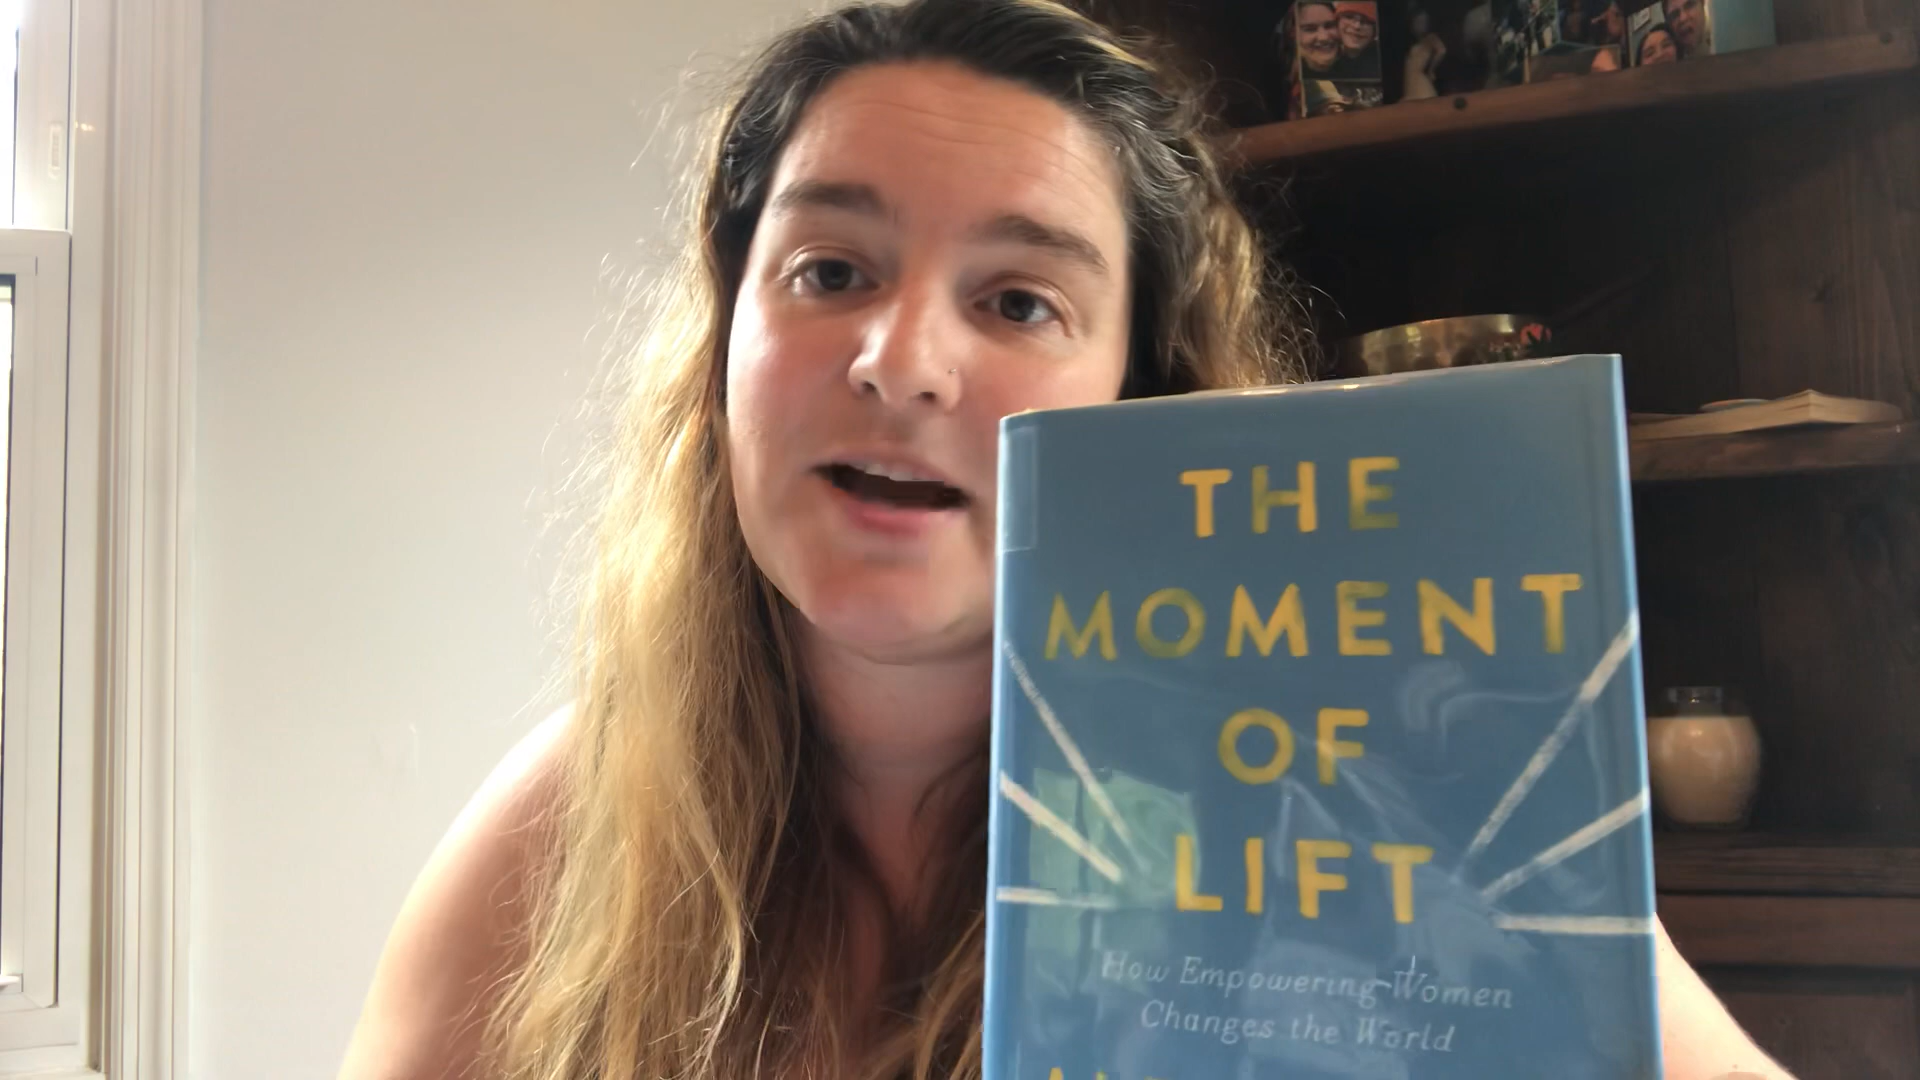 THE
MOMENT
OF
LIFT
How Empowering Women
Changes the World